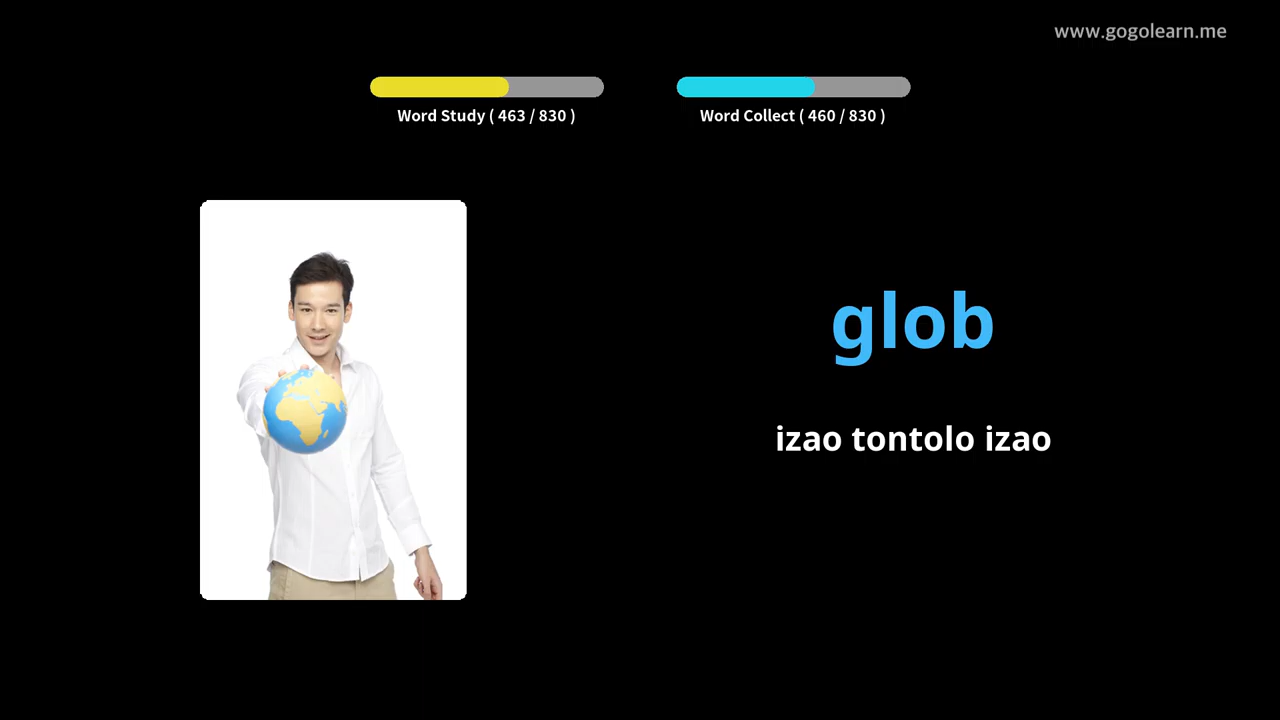 www.gogolearn.me
Word Study ( 463 / 830 )
Word Collect ( 460 / 830 )
glob
izao tontolo izao